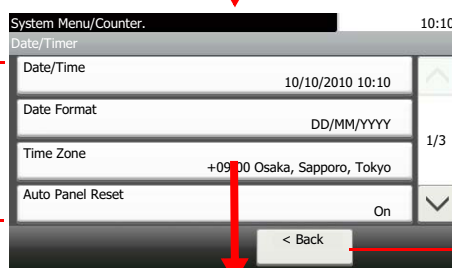 System Menu/Counter. 10:10
Date/Timer
Date/Time
10/10/2010 10:10
Date Format
DD/MM/YYYY
1/3
Time Zone
+09:00 Osaka, Sapporo, Tokyo
Auto Panel Reset
On
< Back